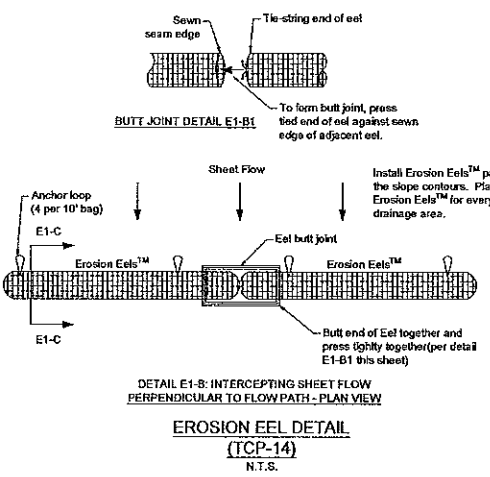 Sewn
seam edge
Tie-string end of eel
To form butt joint, press
tied end of eel against sewn
edge of adjacent eel.
BUTT JOINT DETAIL E1-B1
Sheet Flow
Install Erosion Eels™
the slope contours.
Erosion Eels™ for every
drainage area.
Anchor loop
(4 per 10' bag)
E1-C
Eel butt joint
Erosion Eels™
Erosion Eels™
E1-C
Butt end of Eel together and
press tightly together(per detail
E1-B1 this sheet)
DETAIL E1-B: INTERCEPTING SHEET FLOW
PERPENDICULAR TO FLOW PATH - PLAN VIEW
EROSION EEL DETAIL
(TCP-14)
N.T.S.